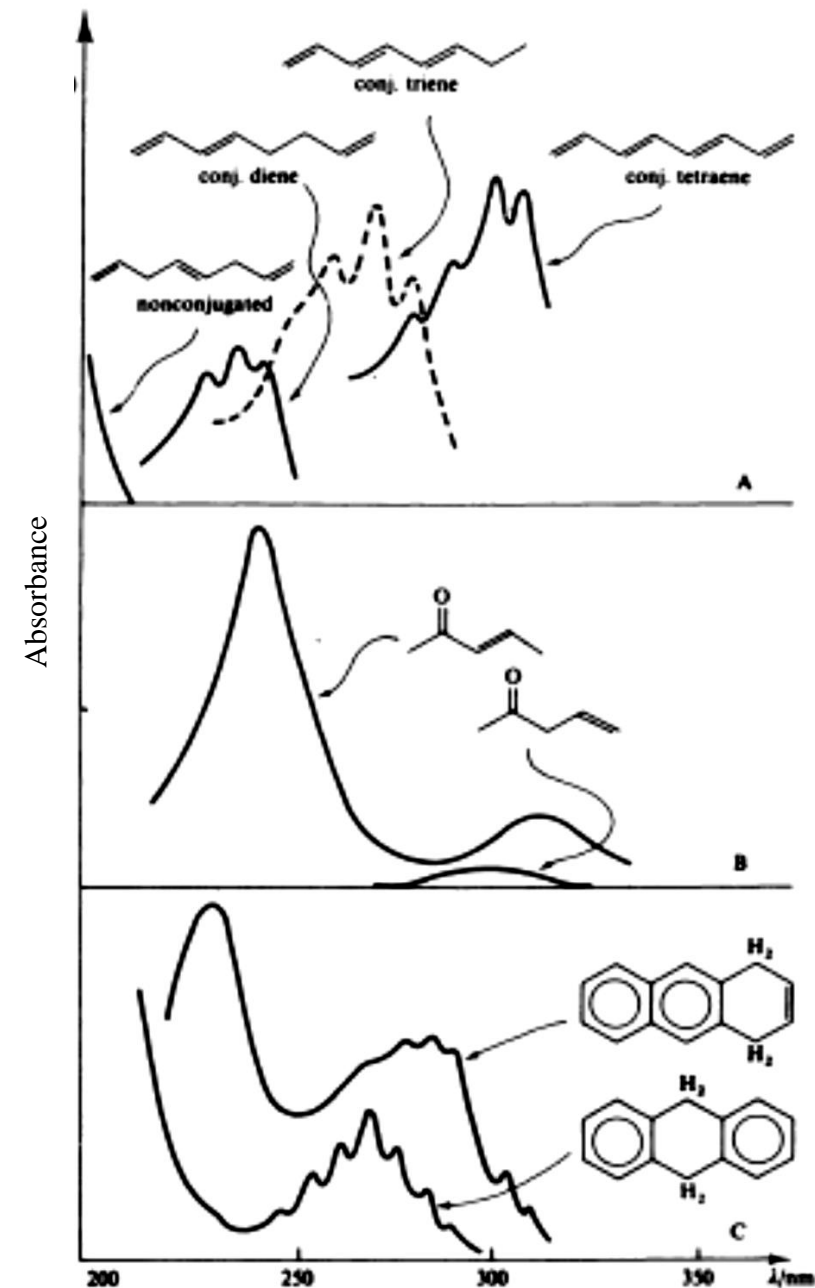 conj. triene
conj. diene
conj. tetraene
nonconjugated
A
Absorbance
O
O
B
H₂
H₂
H₂
H₂
C
200 250 300 350 λ/nm